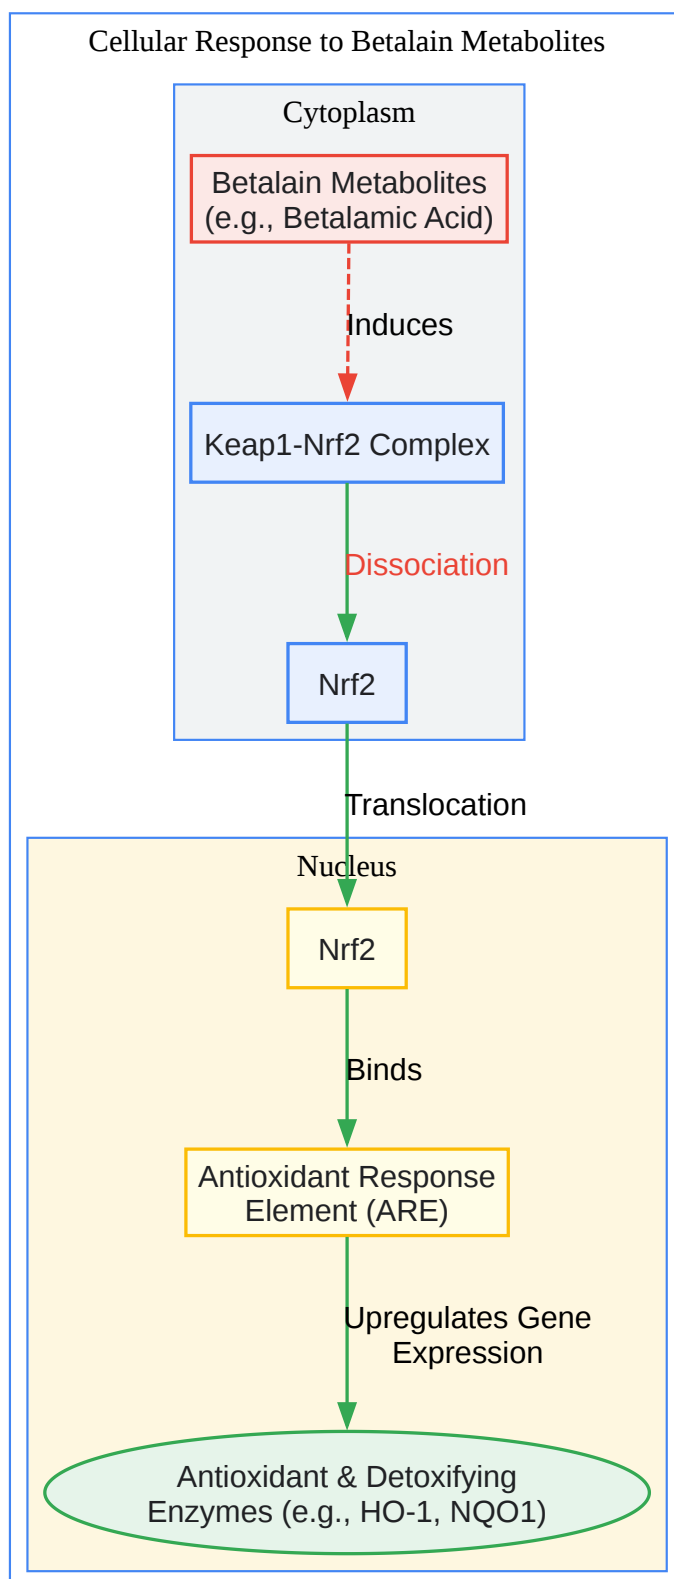 Cellular Response to Betalain Metabolites
Cytoplasm
Betalain Metabolites
(e.g., Betalamic Acid)
Induces
Keap1-Nrf2 Complex
Dissociation
Nrf2
Translocation
Nucleus
Nrf2
Binds
Antioxidant Response
Element (ARE)
Upregulates Gene
Expression
Antioxidant & Detoxifying
Enzymes (e.g., HO-1, NQO1)